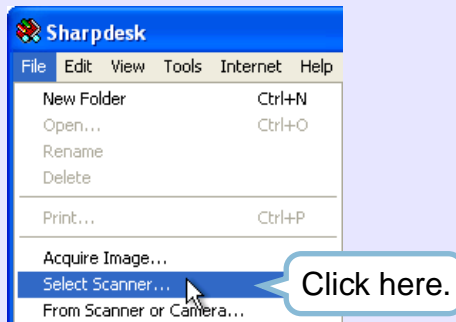 Sharpdesk
File Edit View Tools Internet Help
New Folder Ctrl+N
Open... Ctrl+O
Rename
Delete
Print... Ctrl+P
Acquire Image...
Select Scanner...
Click here.
From Scanner or Camera...